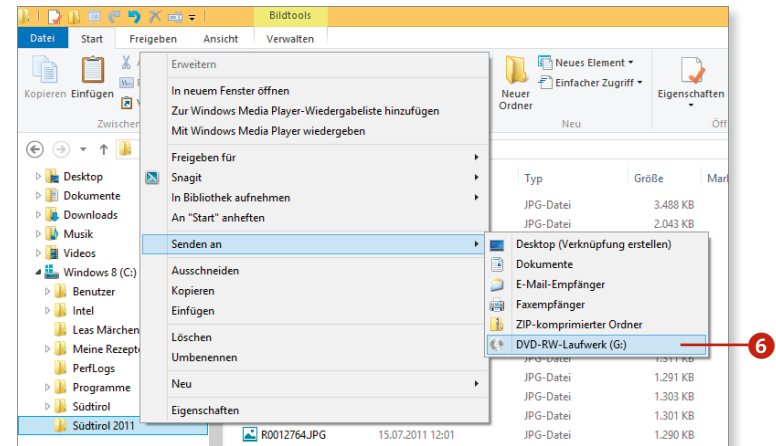 Bildtools
Datei Start Freigeben Ansicht Verwalten
Kopieren Einfügen
Zwischen
Neuer
Ordner
Neues Element
Einfacher Zugriff
Neu
Eigenschaften
Öff
Erweitern
In neuem Fenster öffnen
Zur Windows Media Player-Wiedergabeliste hinzufügen
Mit Windows Media Player wiedergeben
Freigeben für
Snagit
In Bibliothek aufnehmen
An "Start" anheften
Senden an
Ausschneiden
Kopieren
Einfügen
Löschen
Umbenennen
Neu
Eigenschaften
Desktop (Verknüpfung erstellen)
Dokumente
E-Mail-Empfänger
Faxempfänger
ZIP-komprimierter Ordner
DVD-RW-Laufwerk (G:)
6
Desktop
Dokumente
Downloads
Musik
Videos
Windows 8 (C:)
Benutzer
Intel
Leas Märchen
Meine Rezepte
PerfLogs
Programme
Südtirol
Südtirol 2011
Typ Größe Mar
JPG-Datei 3.488 KB
JPG-Datei 2.043 KB
JPG-Datei 1.311 KB
JPG-Datei 1.291 KB
JPG-Datei 1.303 KB
JPG-Datei 1.301 KB
R0012764.JPG 15.07.2011 12:01 JPG-Datei 1.290 KB